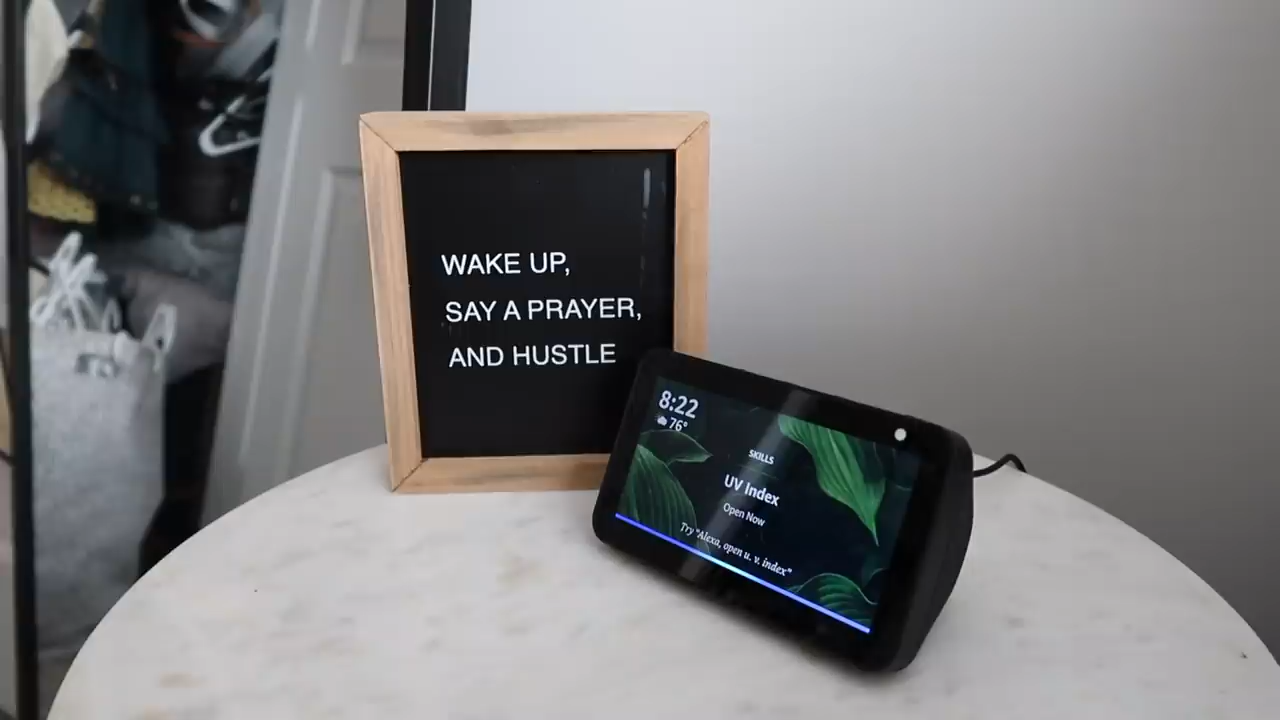 WAKE UP,
SAY A PRAYER,
AND HUSTLE
8:22
76°
SKILLS
UV Index
Open Now
Try "Alexa, open u. v. index"